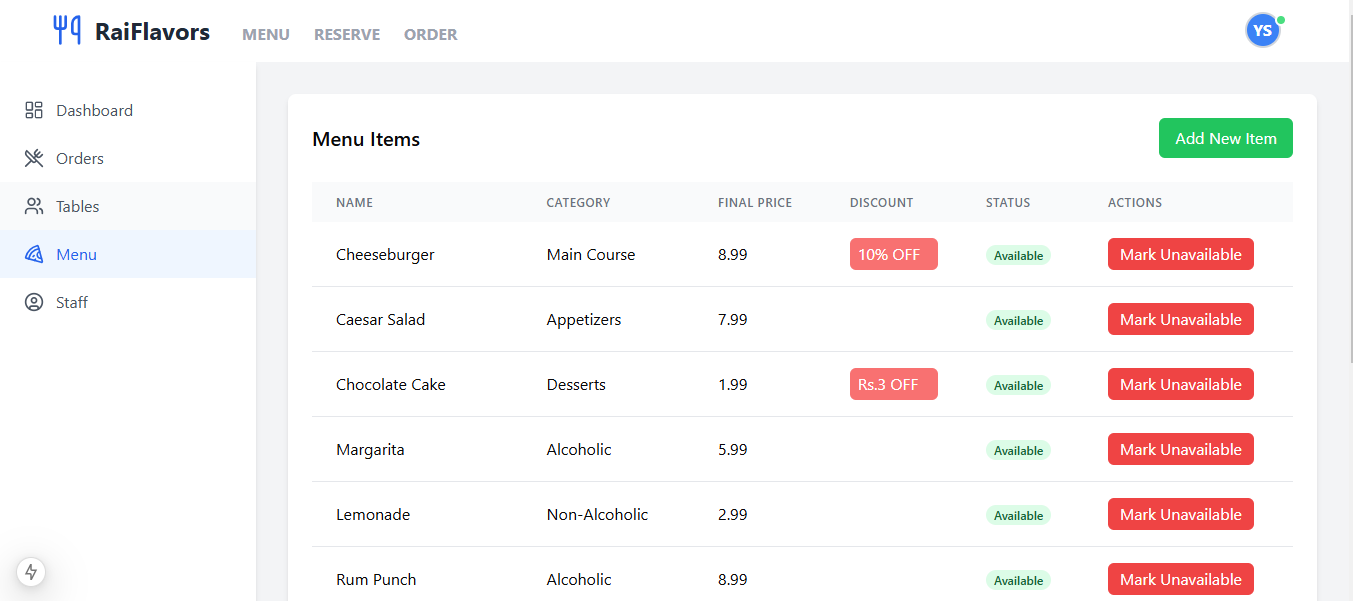 RaiFlavors MENU RESERVE ORDER YS
Dashboard
Orders
Tables
Menu
Staff
Menu Items Add New Item
NAME CATEGORY FINAL PRICE DISCOUNT STATUS ACTIONS
Cheeseburger Main Course 8.99 10% OFF Available Mark Unavailable
Caesar Salad Appetizers 7.99 Available Mark Unavailable
Chocolate Cake Desserts 1.99 Rs.3 OFF Available Mark Unavailable
Margarita Alcoholic 5.99 Available Mark Unavailable
Lemonade Non-Alcoholic 2.99 Available Mark Unavailable
Rum Punch Alcoholic 8.99 Available Mark Unavailable